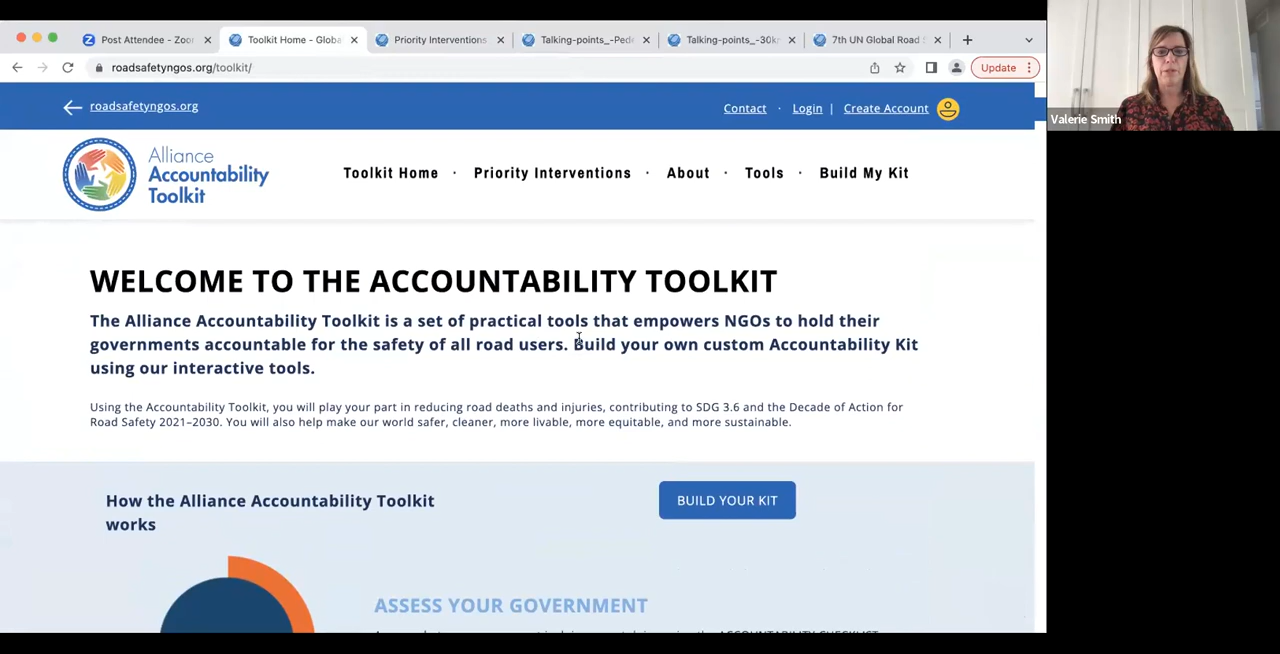 Post Attendee - Zoo
Toolkit Home - Globa
Priority Interventions
Talking-points_-Ped
Talking-points_-30k
7th UN Global Road
roadsafetyngos.org/toolkit/
Update
roadsafetyngos.org
Contact · Login | Create Account
Alliance
Accountability
Toolkit
Toolkit Home · Priority Interventions · About · Tools · Build My Kit
WELCOME TO THE ACCOUNTABILITY TOOLKIT
The Alliance Accountability Toolkit is a set of practical tools that empowers NGOs to hold their
governments accountable for the safety of all road users. Build your own custom Accountability Kit
using our interactive tools.
Using the Accountability Toolkit, you will play your part in reducing road deaths and injuries, contributing to SDG 3.6 and the Decade of Action for
Road Safety 2021–2030. You will also help make our world safer, cleaner, more livable, more equitable, and more sustainable.
How the Alliance Accountability Toolkit
works
BUILD YOUR KIT
ASSESS YOUR GOVERNMENT
Valerie Smith